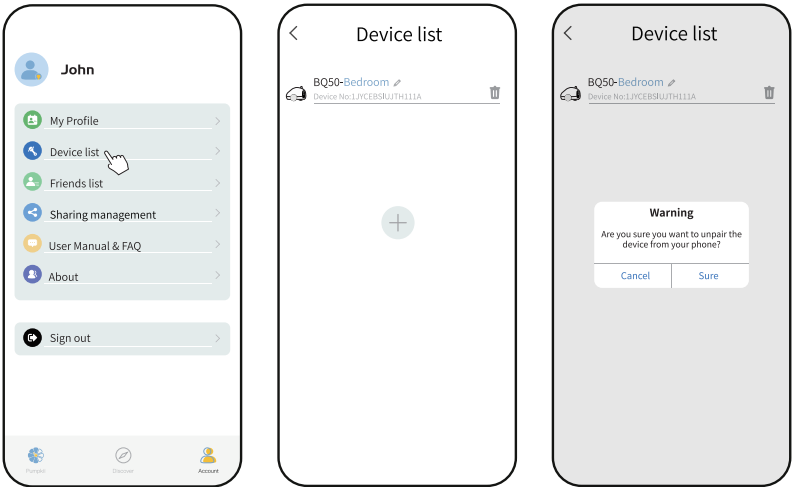 John
My Profile
Device list
Friends list
Sharing management
User Manual & FAQ
About
Sign out
Pumpkii
Discover
Account
Device list
BQ50-Bedroom
Device No:1JYCEBSIUJTH111A
Device list
BQ50-Bedroom
Device No:1JYCEBSIUJTH111A
Warning
Are you sure you want to unpair the
device from your phone?
Cancel
Sure